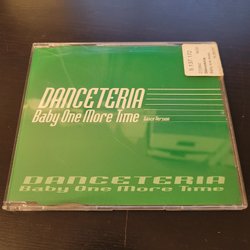 DANCETERIA
Baby One More Time Dance Version
DANCETERIA
Baby One More Time